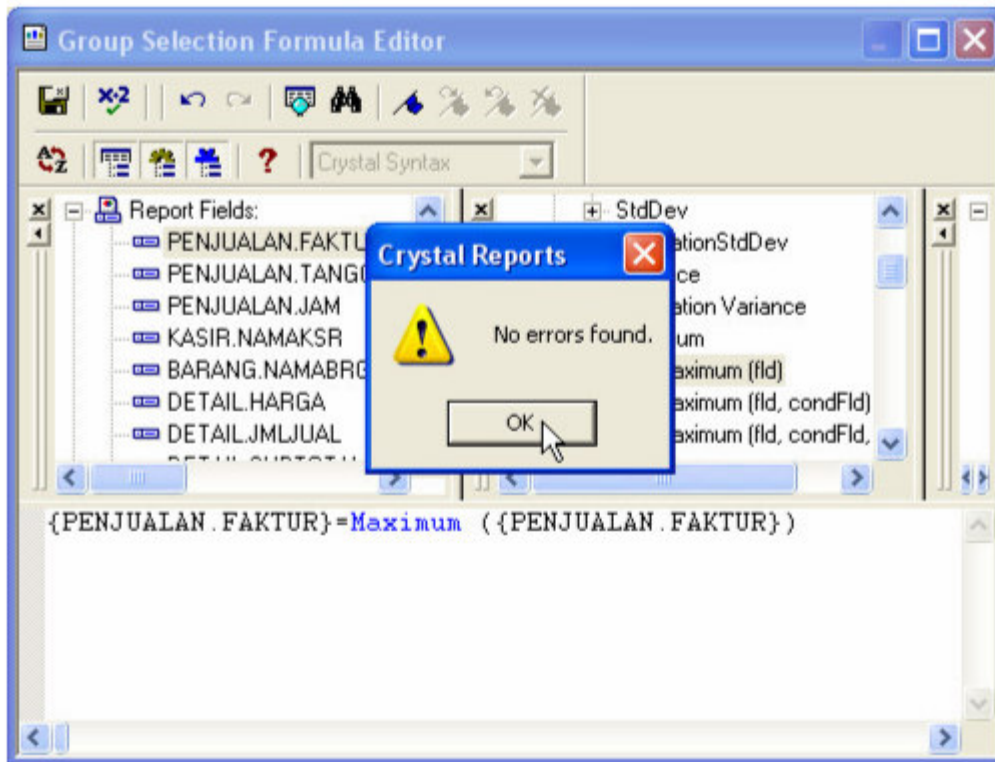 Group Selection Formula Editor
X+2
A
Z
?
Crystal Syntax
Report Fields:
PENJUALAN.FAKTU
PENJUALAN.TANGG
PENJUALAN.JAM
KASIR.NAMAKSR
BARANG.NAMABRG
DETAIL.HARGA
DETAIL.JMLJUAL
StdDev
ationStdDev
ce
ation Variance
um
aximum (fld)
aximum (fld, condFld)
aximum (fld, condFld,
Crystal Reports
No errors found.
OK
{PENJUALAN.FAKTUR}=Maximum ({PENJUALAN.FAKTUR})